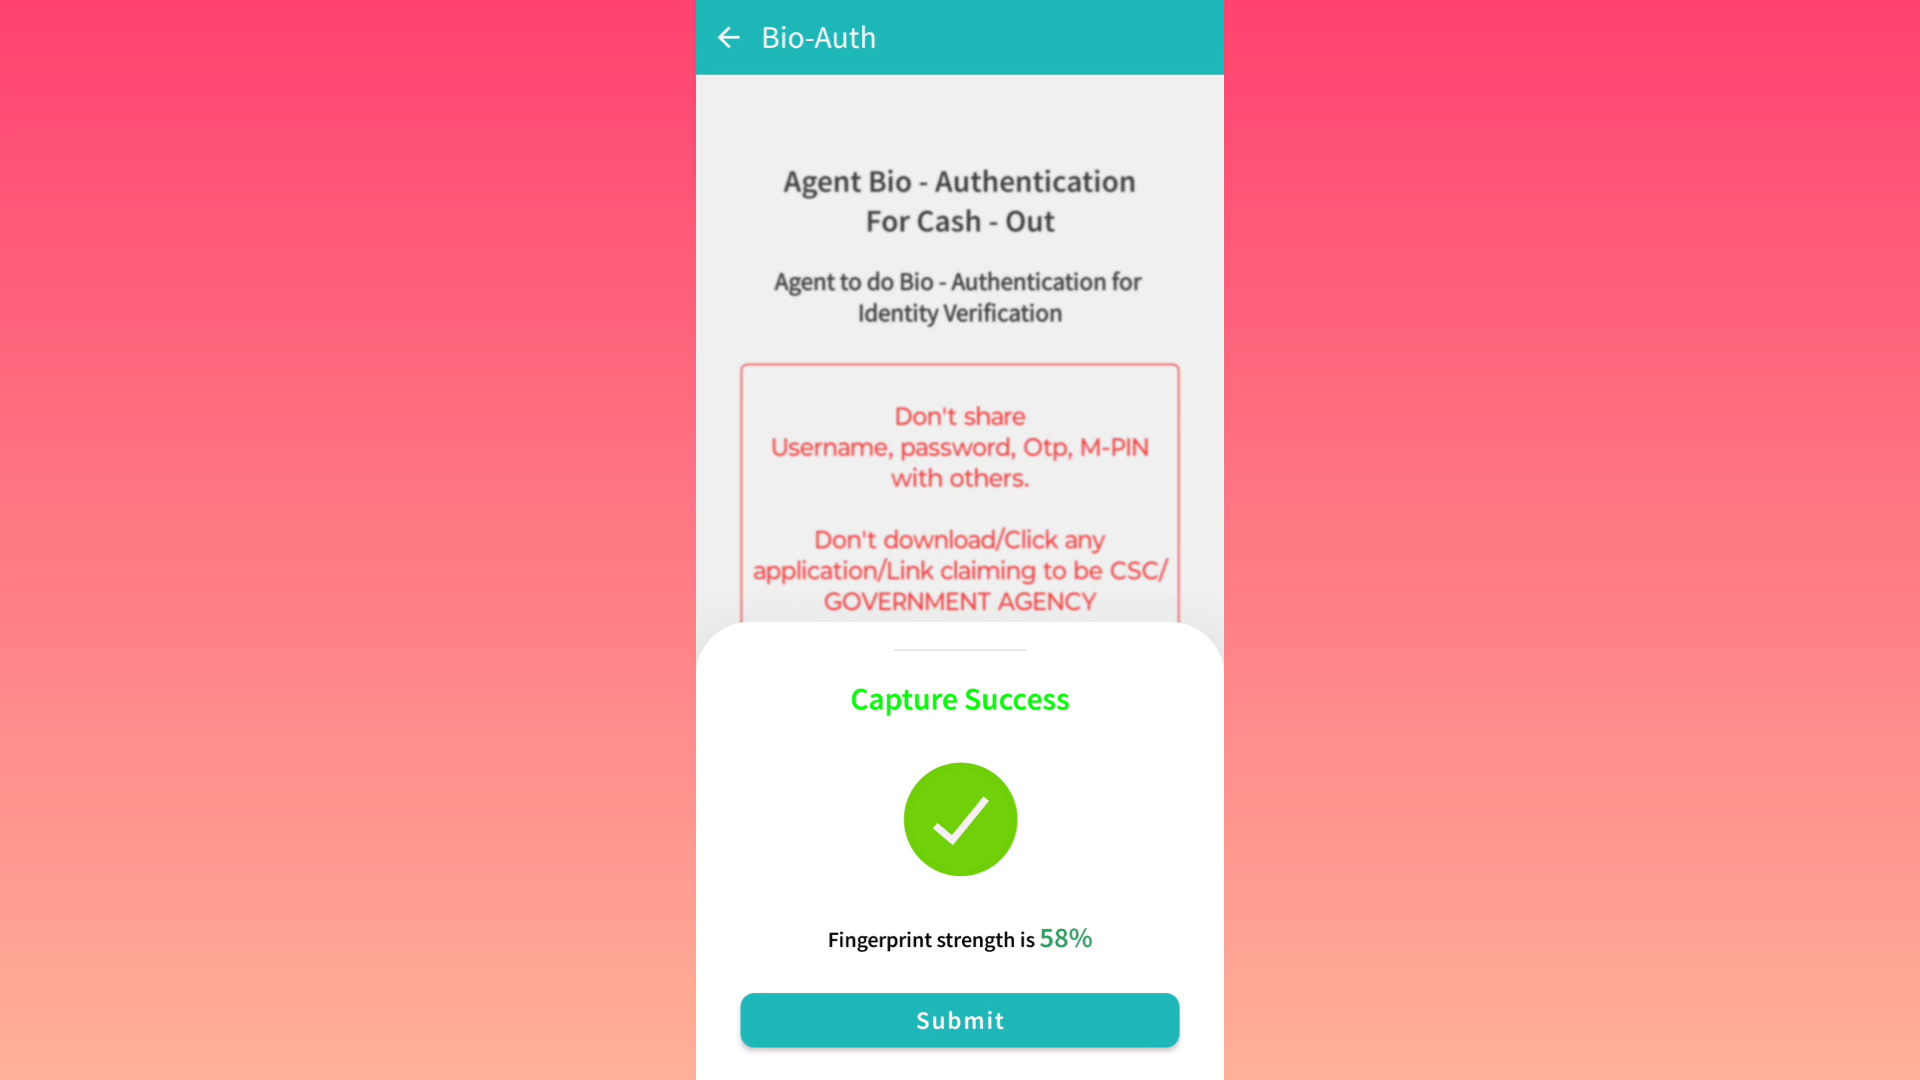 Bio-Auth
Agent Bio - Authentication
For Cash - Out
Agent to do Bio - Authentication for
Identity Verification
Don't share
Username, password, Otp, M-PIN
with others.
Don't download/Click any
application/Link claiming to be CSC/
GOVERNMENT AGENCY
Capture Success
Fingerprint strength is 58%
Submit